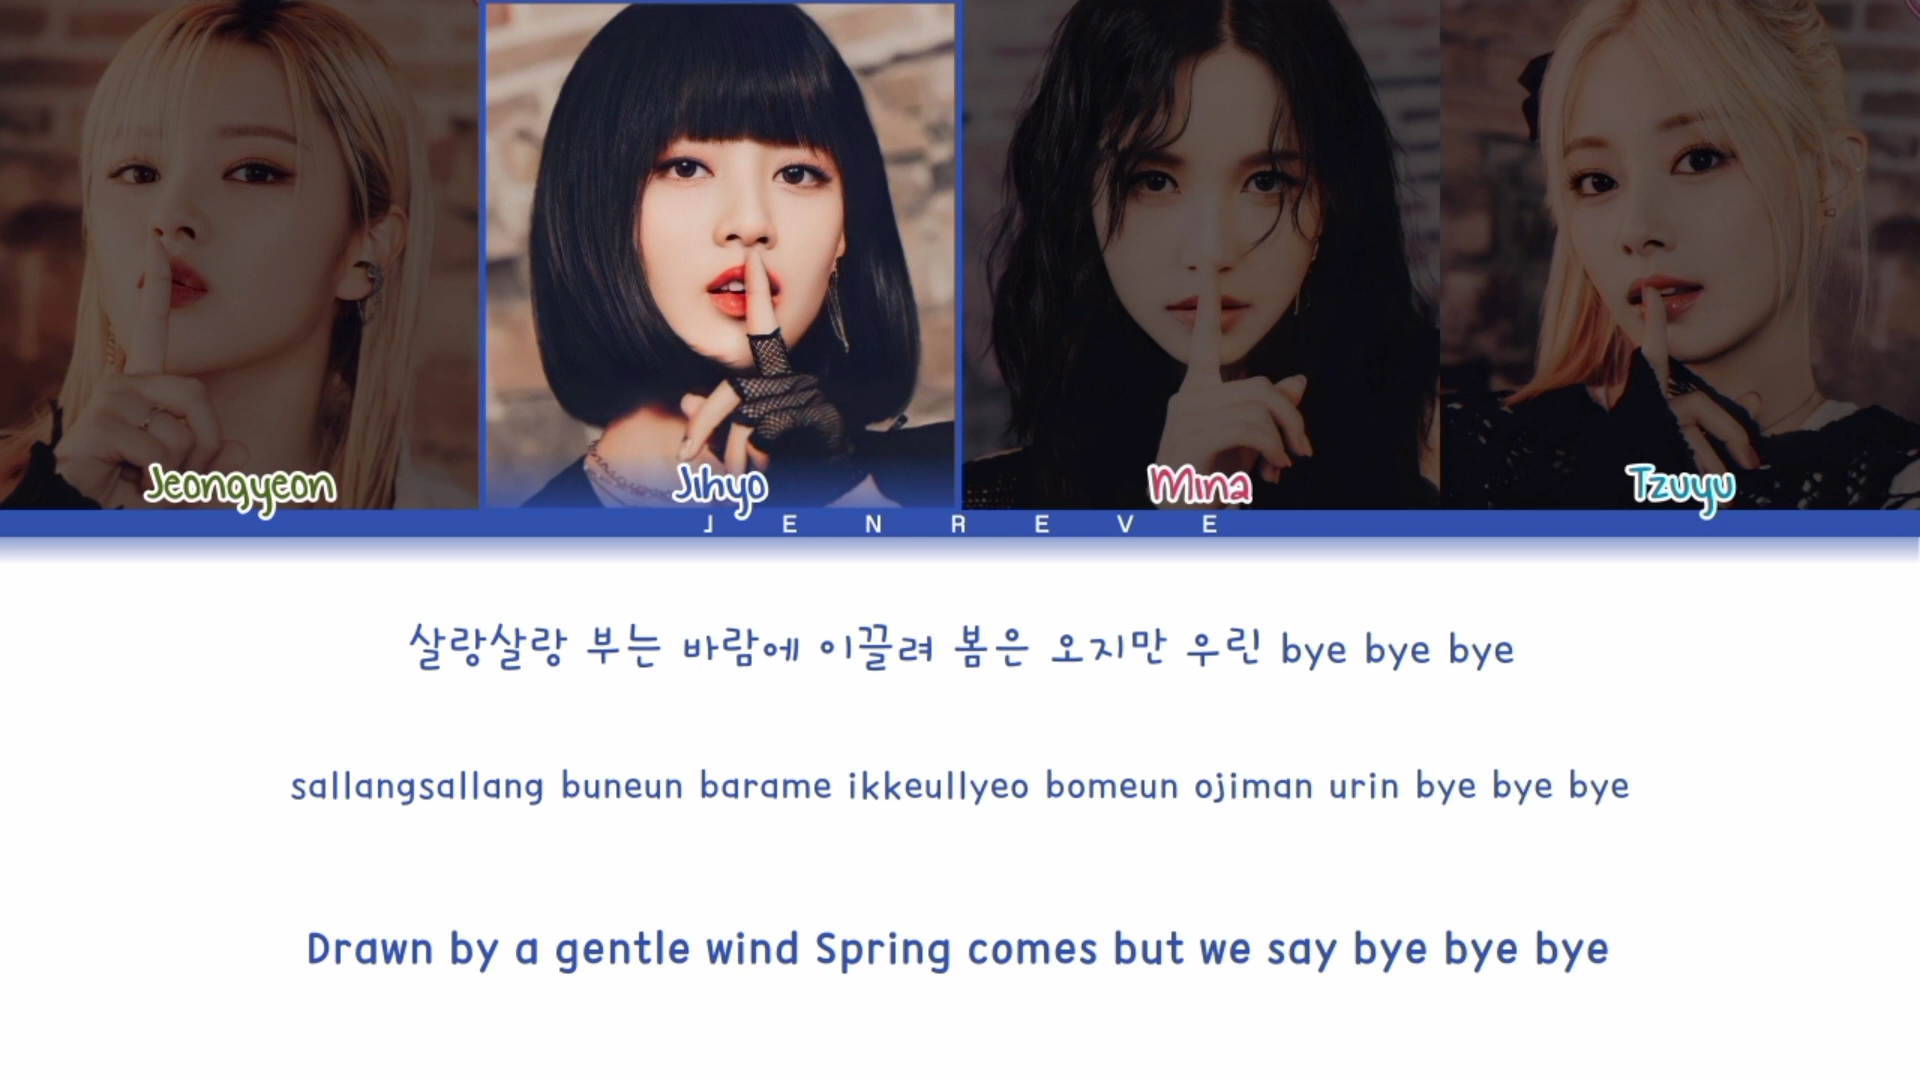 Jeongyeon
Jihyo
Mina
Tzuyu
JENREVE
살랑살랑 부는 바람에 이끌려 봄은 오지만 우린 bye bye bye
sallangsallang buneun barame ikkeullyeo bomeun ojiman urin bye bye bye
Drawn by a gentle wind Spring comes but we say bye bye bye